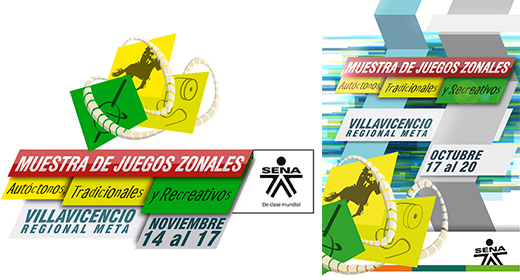 MUESTRA DE JUEGOS ZONALES
Autóctonos Tradicionales y Recreativos
VILLAVICENCIO
REGIONAL META
NOVIEMBRE
14 al 17
SENA
De clase mundial
MUESTRA DE JUEGOS ZONALES
Autóctonos Tradicionales y Recreativos
VILLAVICENCIO
REGIONAL META
OCTUBRE
17 al 20
SENA